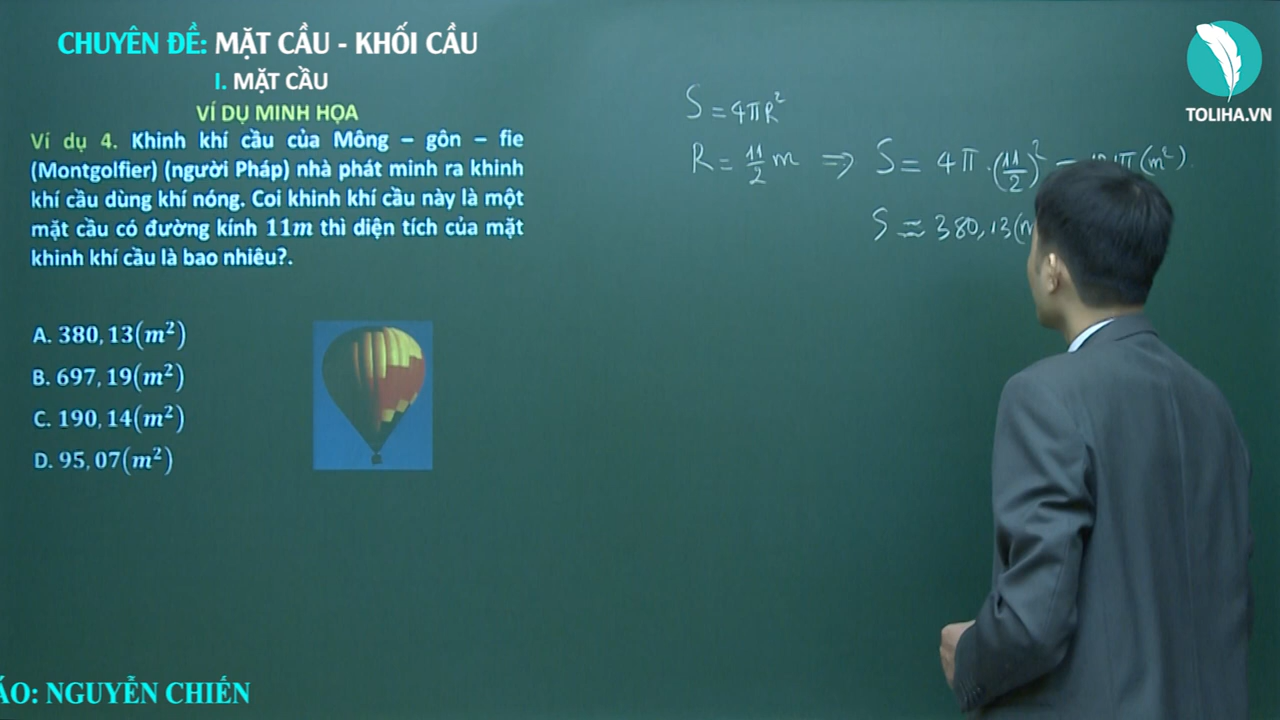 CHUYÊN ĐỀ: MẶT CẦU - KHỐI CẦU
I. MẶT CẦU
VÍ DỤ MINH HỌA
Ví dụ 4. Khinh khí cầu của Mông – gôn – fie
(Montgolfier) (người Pháp) nhà phát minh ra khinh
khí cầu dùng khí nóng. Coi khinh khí cầu này là một
mặt cầu có đường kính 11m thì diện tích của mặt
khinh khí cầu là bao nhiêu?.
A. 380, 13(m²)
B. 697, 19(m²)
C. 190, 14(m²)
D. 95, 07(m²)
S = 4πR²
R = 11/2 m ⇒ S = 4π.(11/2)² = π(m²).
S ≈ 380,13(m
TOLIHA.VN
ÁO: NGUYỄN CHIẾN